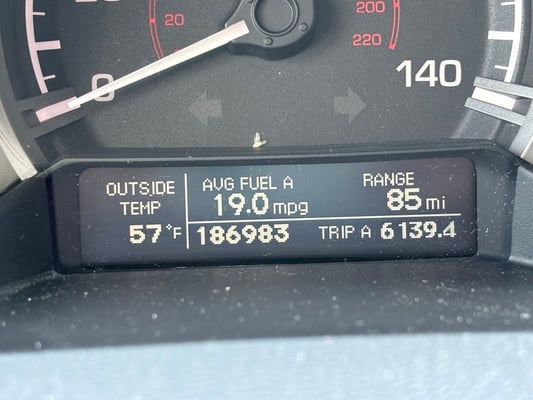 20
200
220
0
140
OUTSIDE TEMP
57°F
AVG FUEL A
19.0 mpg
RANGE
85 mi
186983
TRIP A 6139.4